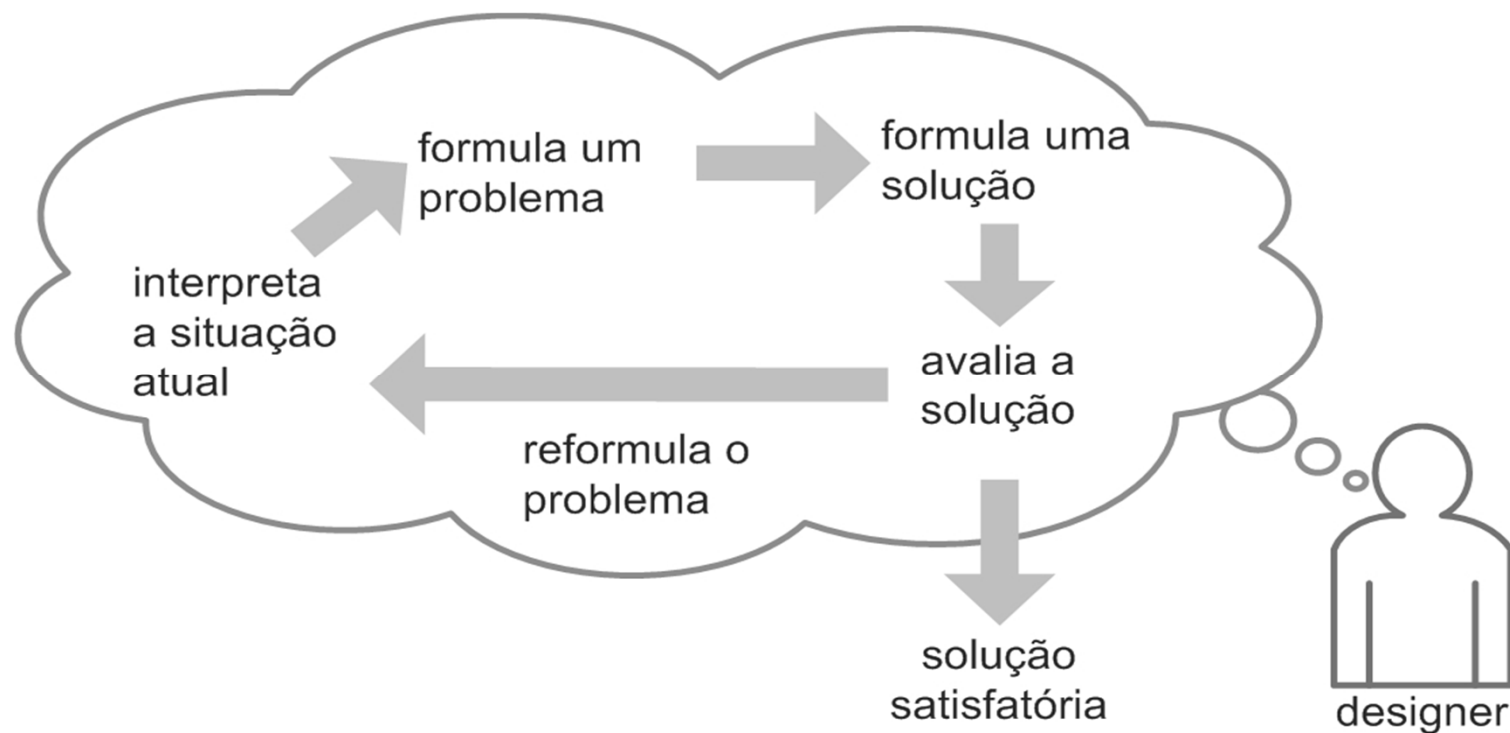 formula um
problema
formula uma
solução
interpreta
a situação
atual
avalia a
solução
reformula o
problema
solução
satisfatória
designer